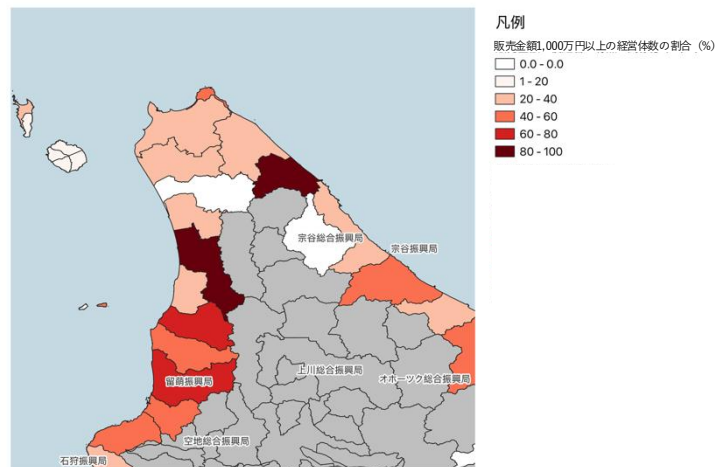 凡例
販売金額1,000万円以上の経営体数の割合 (%)
0.0 - 0.0
1 - 20
20 - 40
40 - 60
60 - 80
80 - 100
宗谷総合振興局
宗谷振興局
上川総合振興局
オホーツク総合振興局
留萌振興局
空地総合振興局
石狩振興局